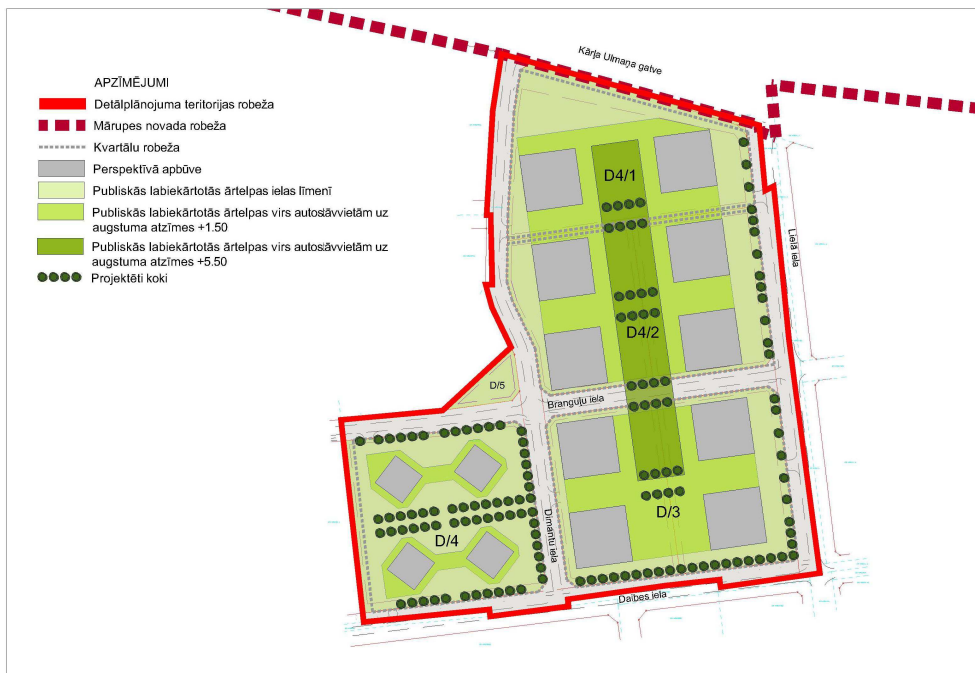 APZĪMĒJUMI
Detālplānojuma teritorijas robeža
Mārupes novada robeža
Kvartālu robeža
Perspektīvā apbūve
Publiskās labiekārtotās ārtelpas ielas līmenī
Publiskās labiekārtotās ārtelpas virs autostāvvietām uz
augstuma atzīmes +1.50
Publiskās labiekārtotās ārtelpas virs autostāvvietām uz
augstuma atzīmes +5.50
Projektēti koki
Kārļa Ulmaņa gatve
D4/1
Lielā iela
D4/2
D/5
Branguļu iela
D/3
Dimantu iela
D/4
Daibes iela